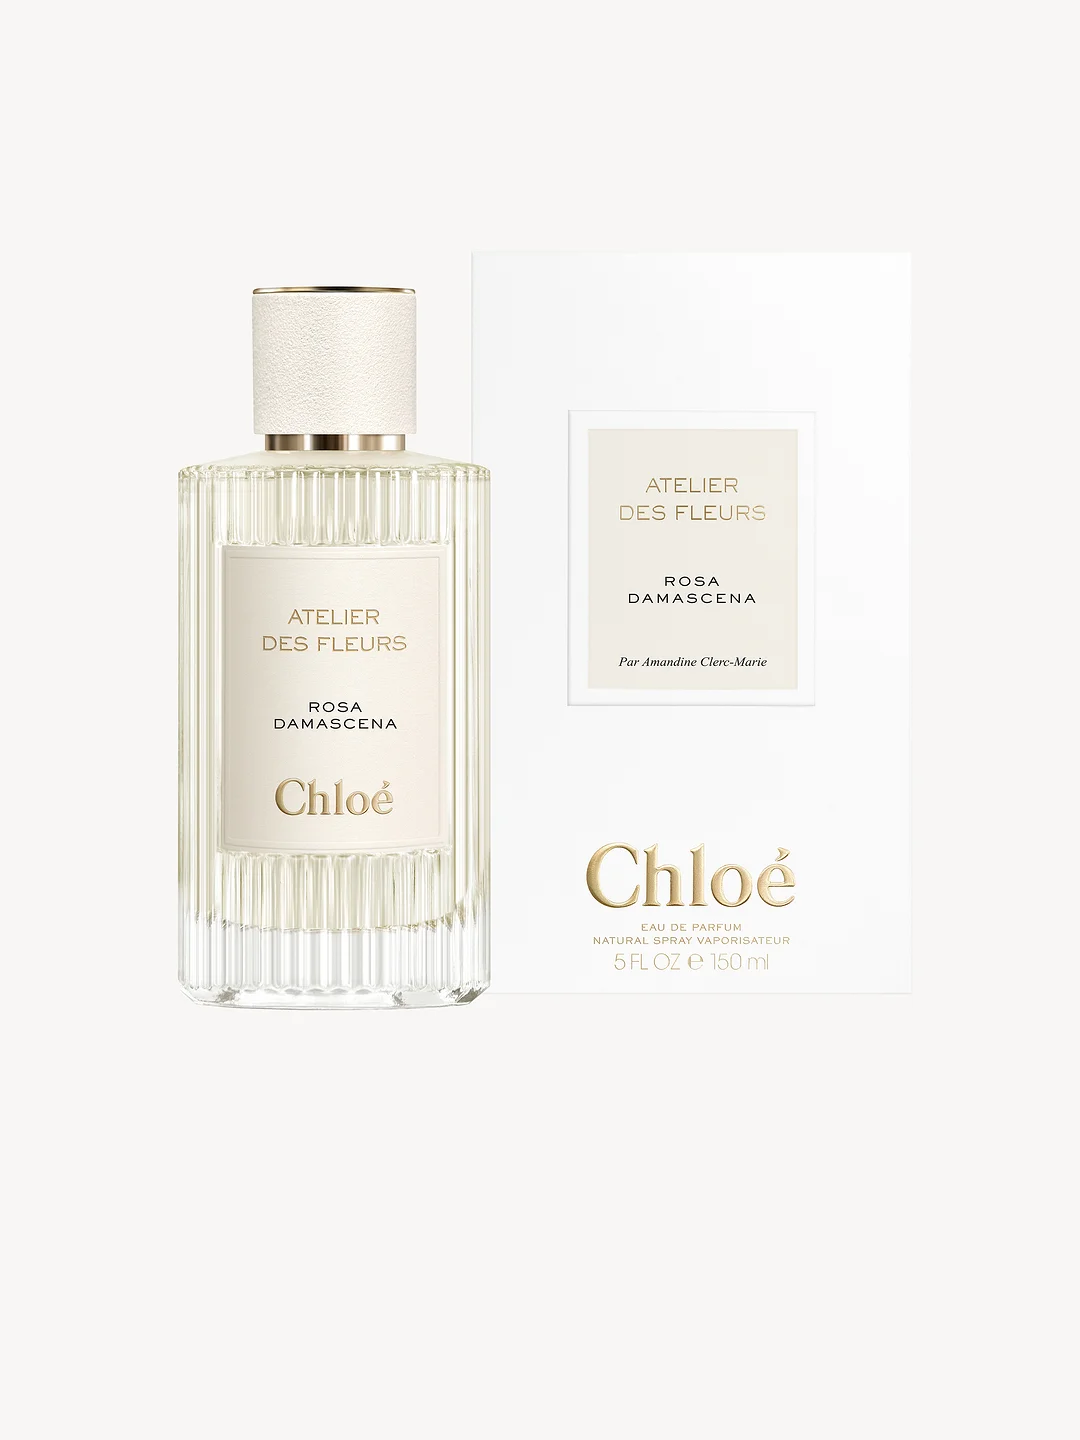 ATELIER
DES FLEURS
ROSA
DAMASCENA
Chloé
ATELIER
DES FLEURS
ROSA
DAMASCENA
Par Amandine Clerc-Marie
Chloé
EAU DE PARFUM
NATURAL SPRAY VAPORISATEUR
5 FL OZ ℮ 150 ml